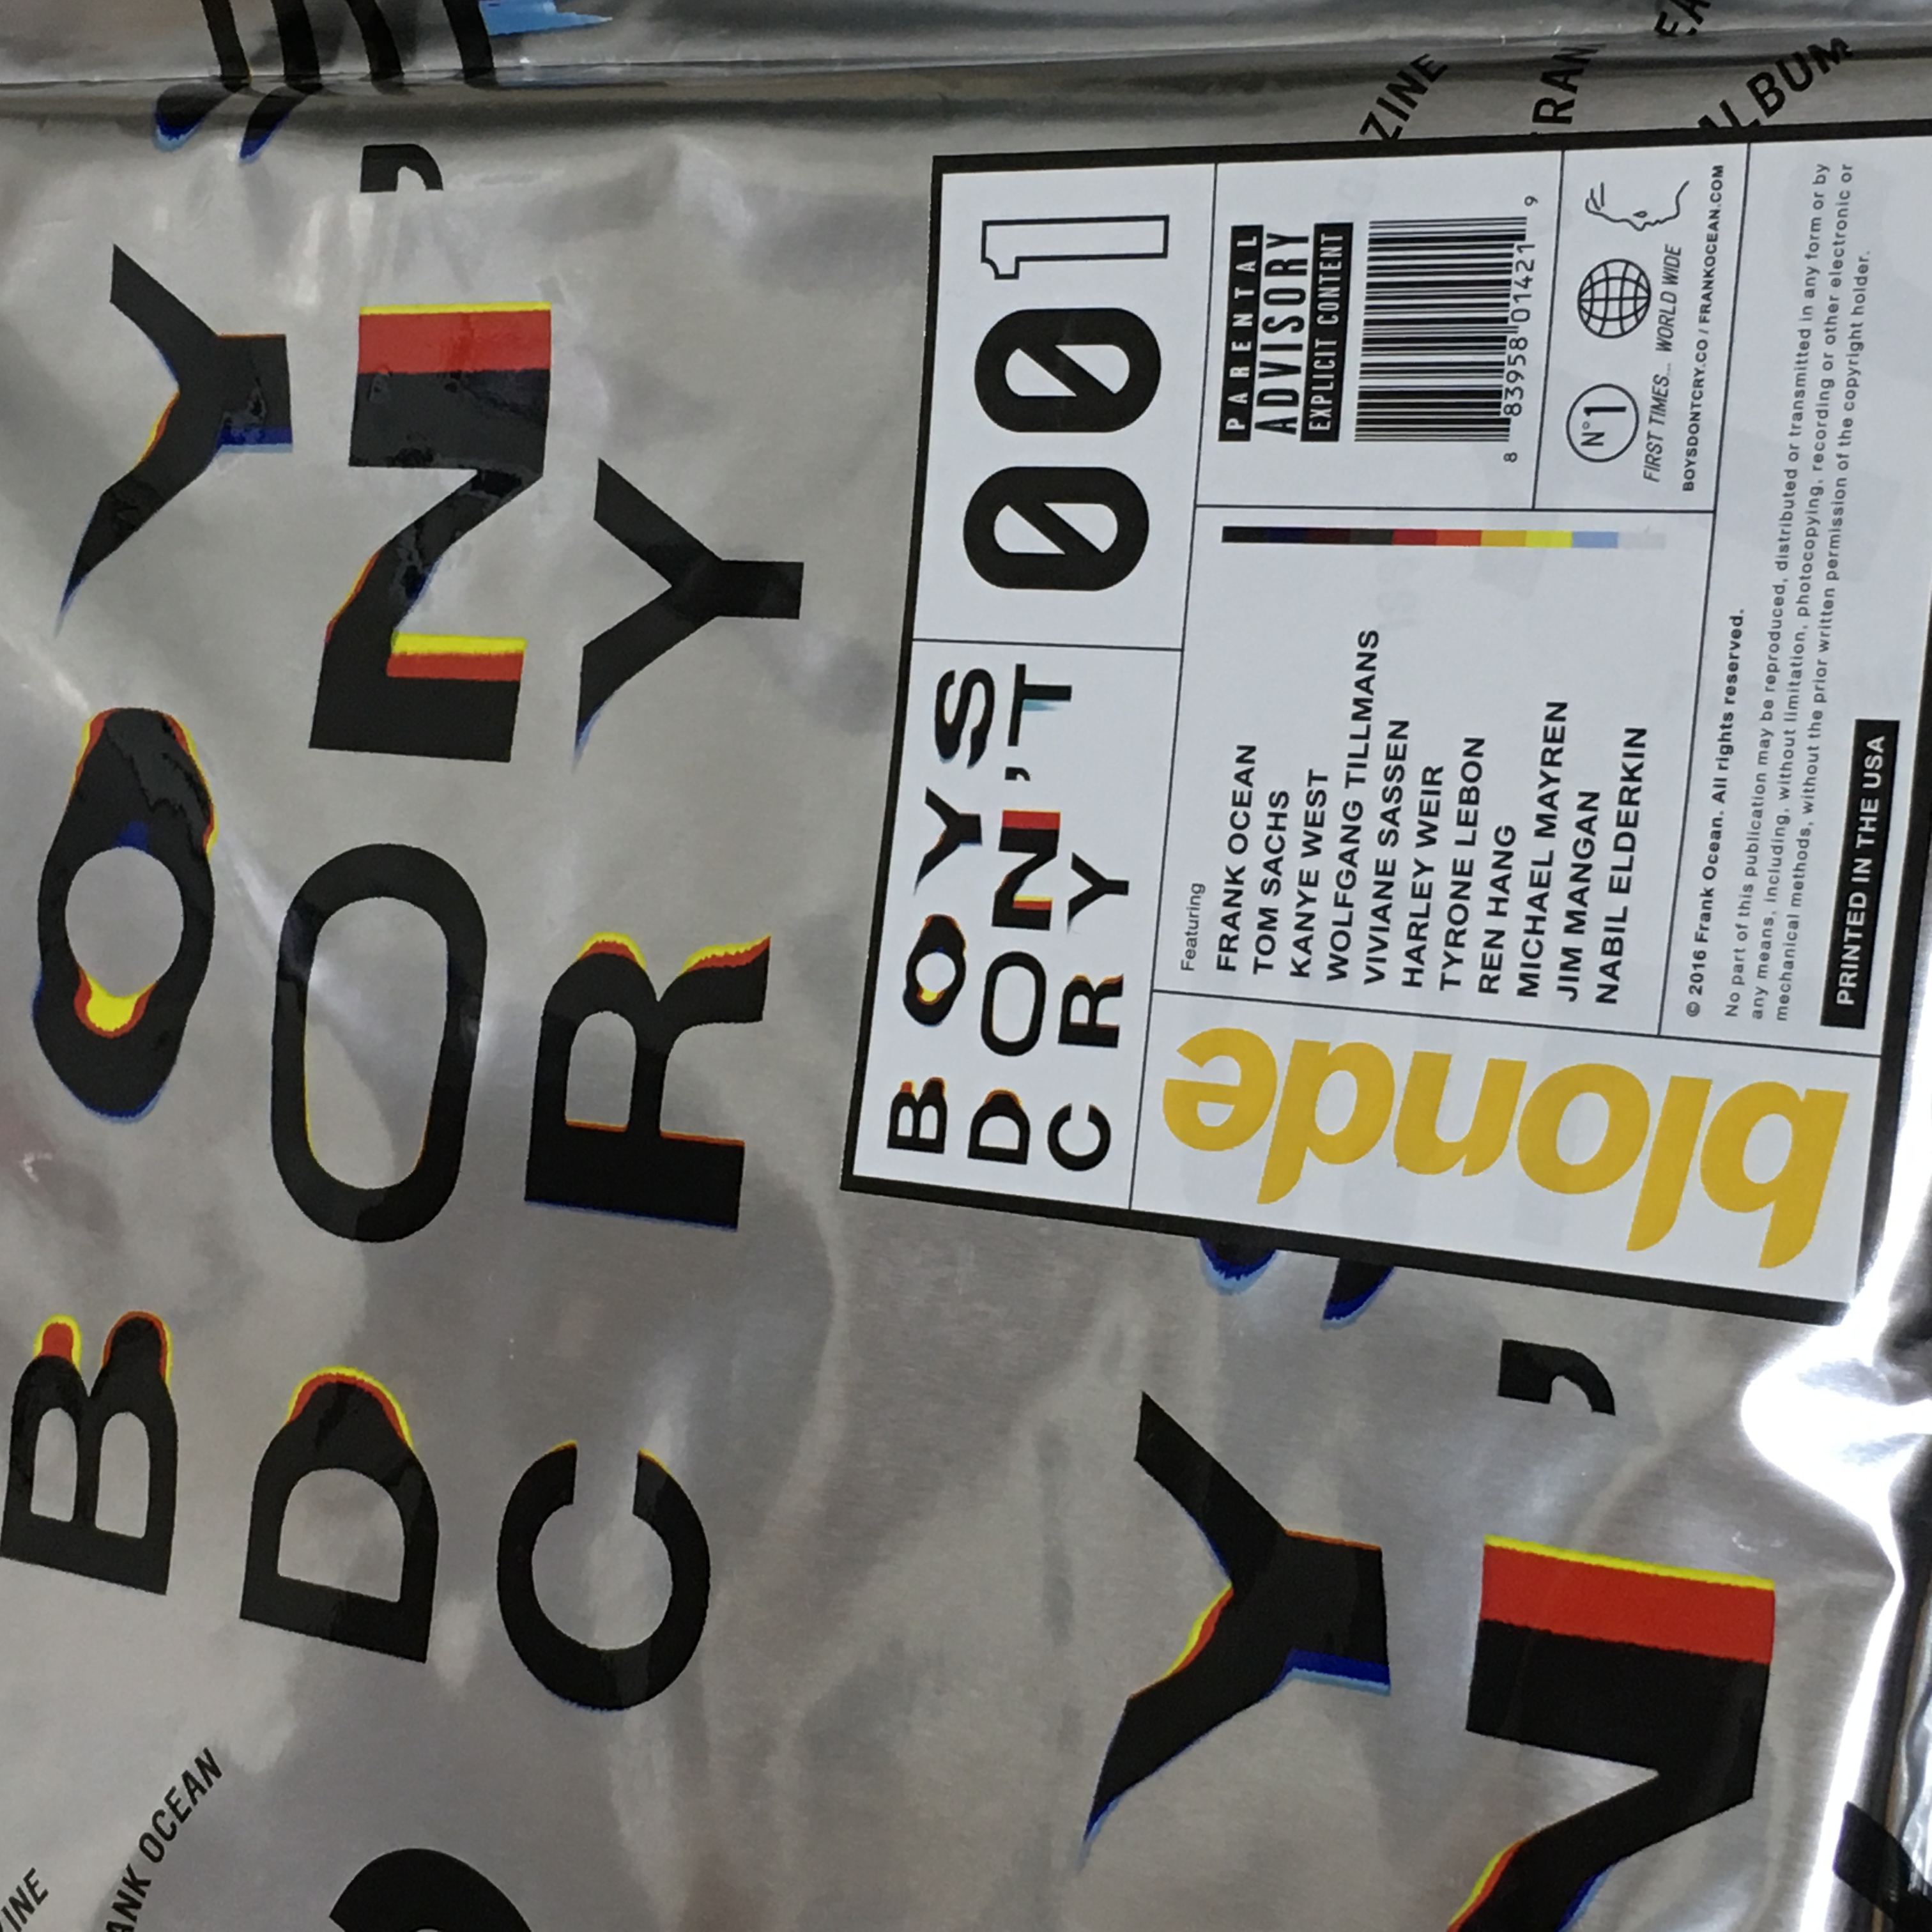 BOY
DON'
CRY
ZINE
RAN
ALBUM
BOYS
DON'T
CRY
001
Featuring
FRANK OCEAN
TOM SACHS
KANYE WEST
WOLFGANG TILLMANS
VIVIANE SASSEN
HARLEY WEIR
TYRONE LEBON
REN HANG
MICHAEL MAYREN
JIM MANGAN
NABIL ELDERKIN
PARENTAL
ADVISORY
EXPLICIT CONTENT
8 83958 01421 9
N°1
FIRST TIMES... WORLD WIDE
BOYSDONTCRY.CO / FRANKOCEAN.COM
blonde
© 2016 Frank Ocean. All rights reserved.
No part of this publication may be reproduced, distributed or transmitted in any form or by
any means, including, without limitation, photocopying, recording or other electronic or
mechanical methods, without the prior written permission of the copyright holder.
PRINTED IN THE USA
Y
N'
ZINE
ANK OCEAN